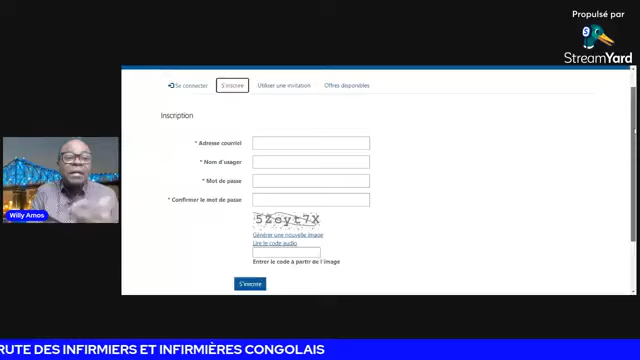 Propulsé par
StreamYard
Se connecter
S'inscrire
Utiliser une invitation
Offres disponibles
Inscription
* Adresse courriel
* Nom d'usager
* Mot de passe
* Confirmer le mot de passe
Générer une nouvelle image
Lire le code audio
Entrer le code à partir de l'image
S'inscrire
Willy Amos
RUTE DES INFIRMIERS ET INFIRMIÈRES CONGOLAIS